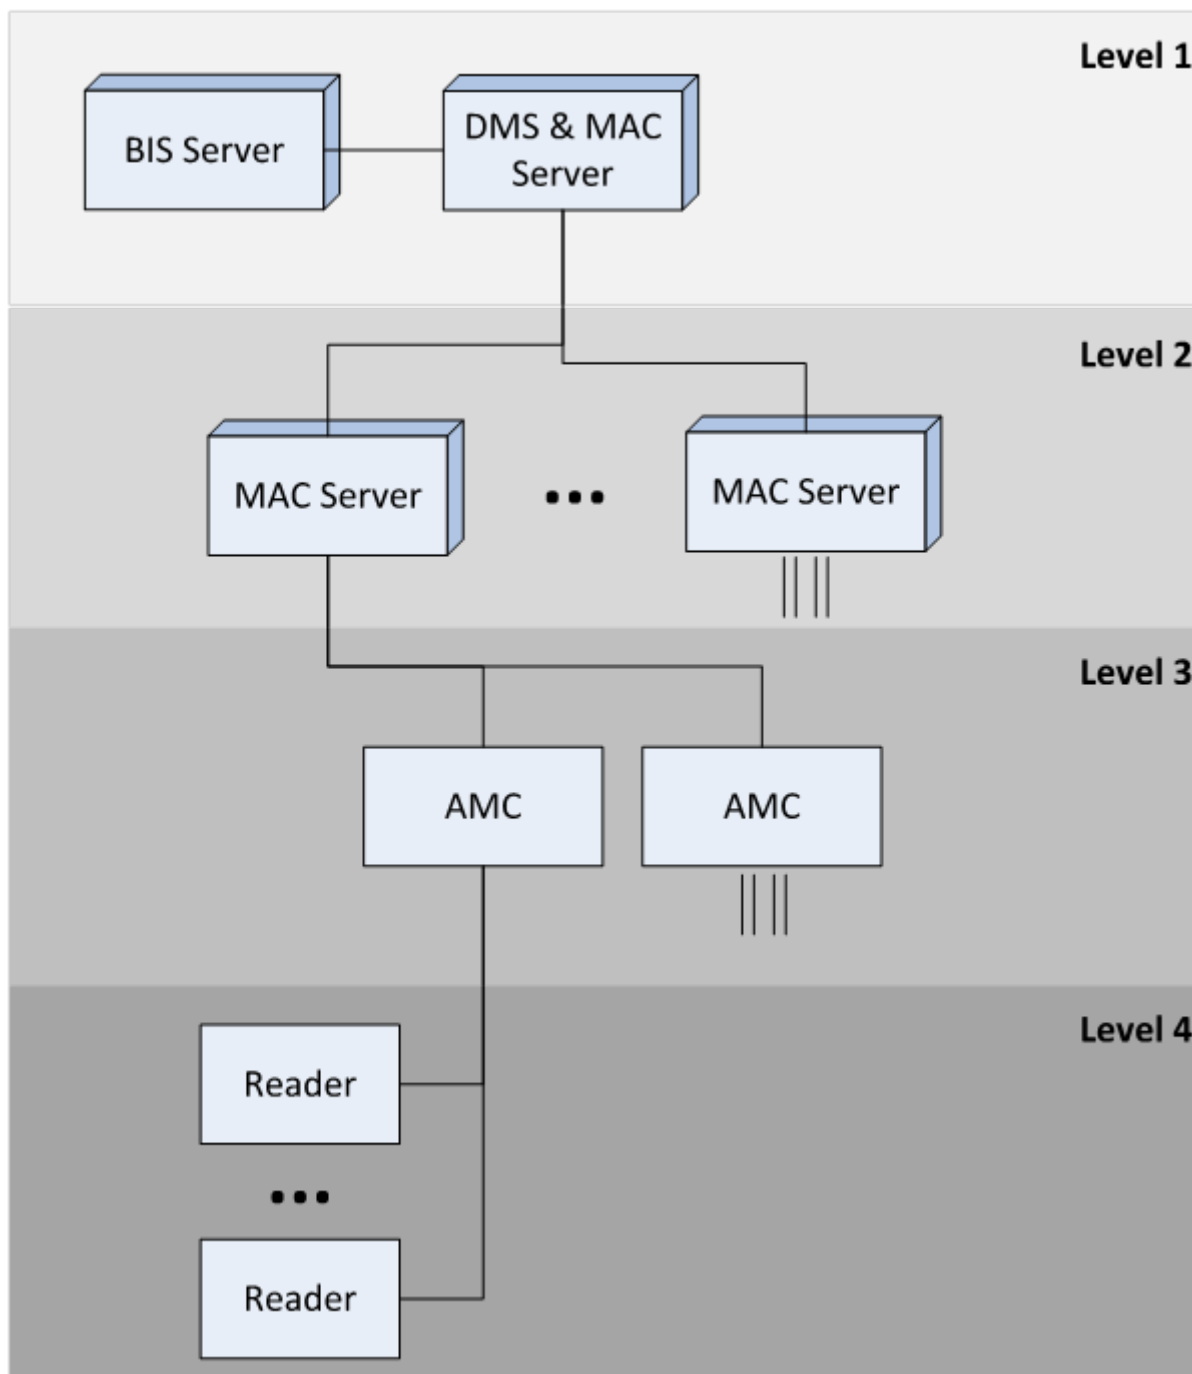 Level 1
BIS Server
DMS & MAC
Server
Level 2
MAC Server
...
MAC Server
Level 3
AMC
AMC
Level 4
Reader
...
Reader